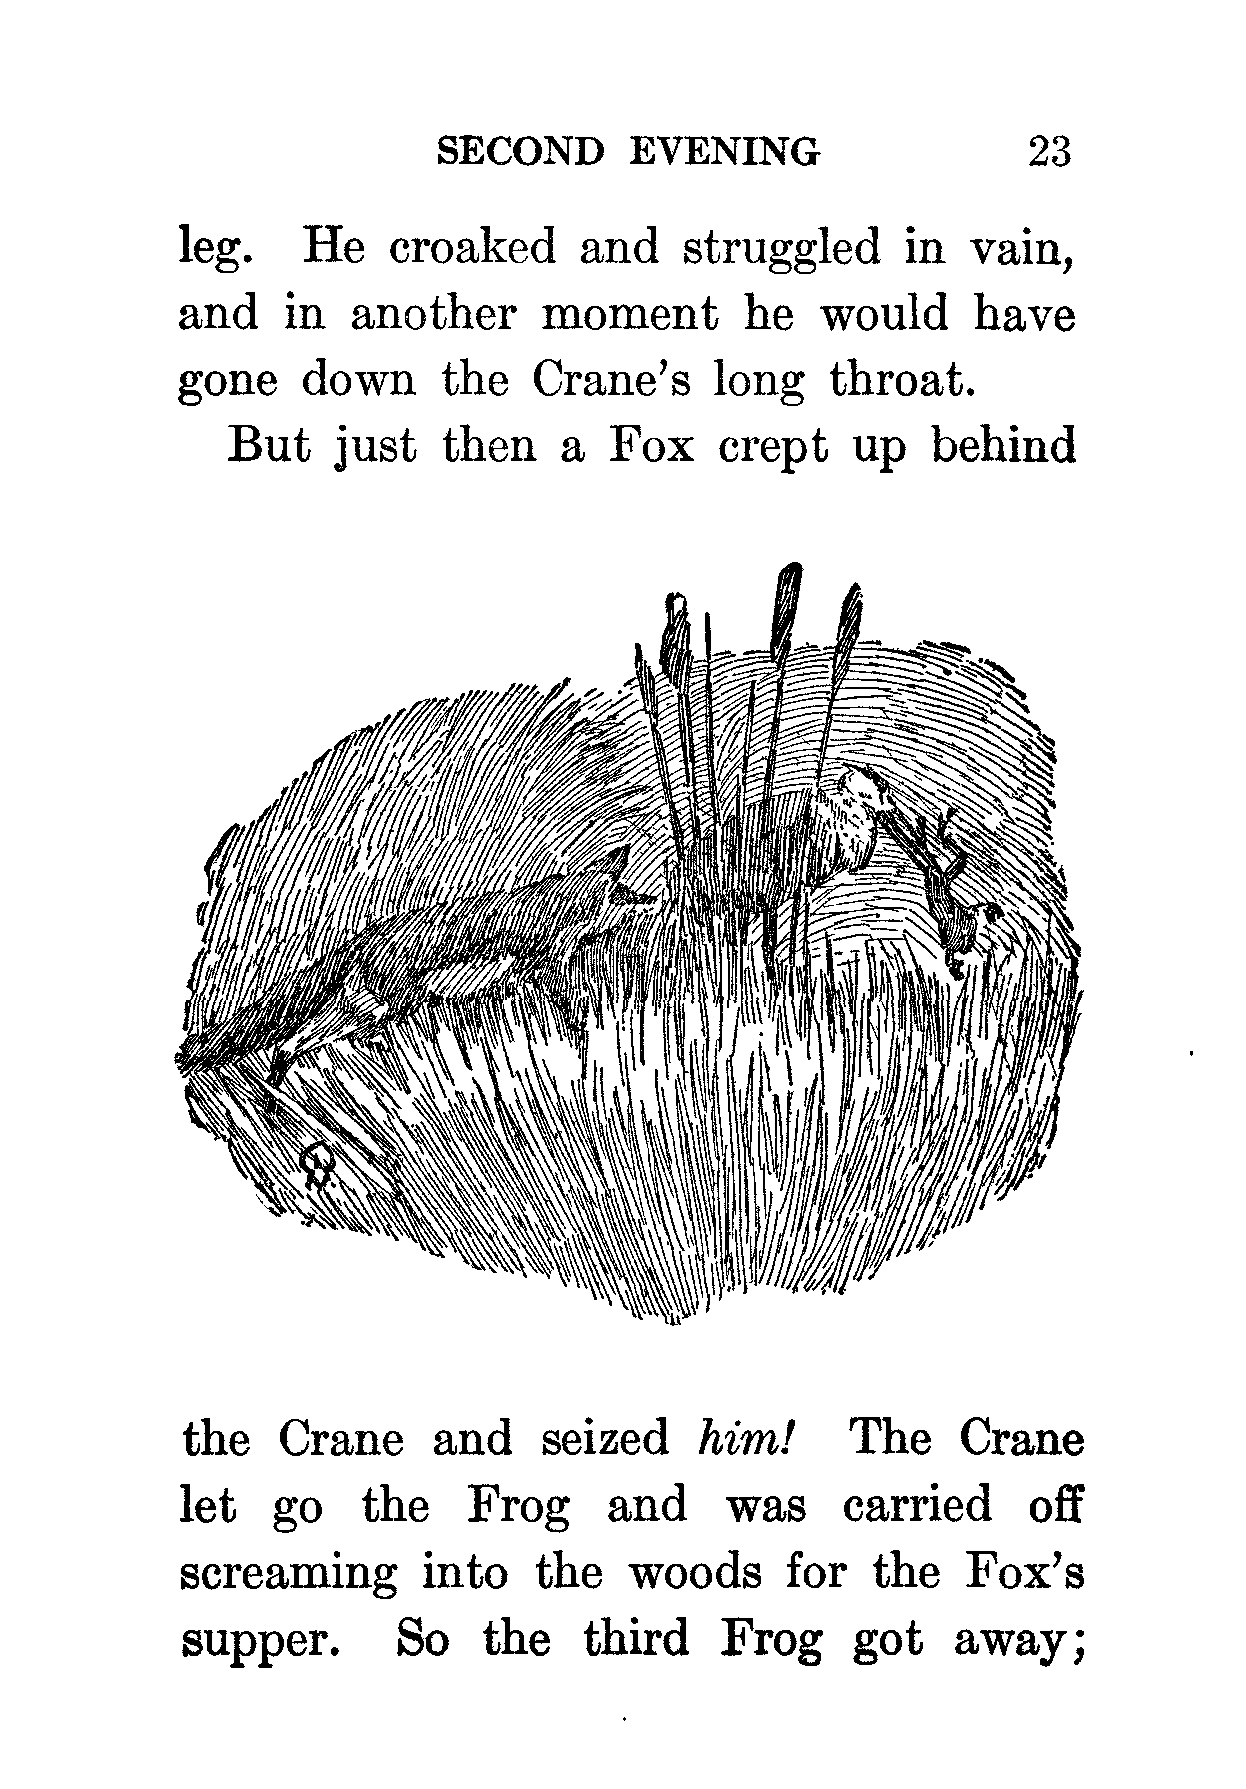 SECOND EVENING 23
leg. He croaked and struggled in vain,
and in another moment he would have
gone down the Crane's long throat.
But just then a Fox crept up behind
the Crane and seized him! The Crane
let go the Frog and was carried off
screaming into the woods for the Fox's
supper. So the third Frog got away;